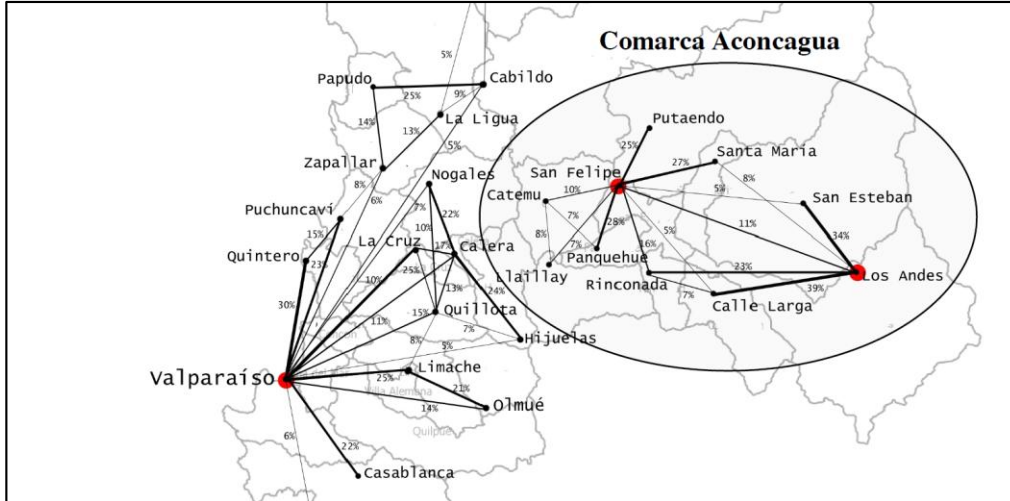 Comarca Aconcagua
5%
Papudo
Cabildo
25%
9%
La Ligua
14%
13%
5%
Zapallar
8%
6%
Nogales
7%
22%
Puchuncaví
10%
15%
La Cruz
17%
Calera
Quintero
23%
25%
10%
13%
24%
30%
Quillota
15%
11%
7%
8%
5%
Hijuelas
Valparaíso
25%
Limache
Villa Alemana
21%
14%
Olmué
Quilpué
6%
22%
Casablanca
Putaendo
25%
Santa Maria
27%
San Felipe
8%
Catemu
10%
5%
San Esteban
7%
28%
11%
8%
7%
5%
34%
Panquehue
16%
Llaillay
23%
Los Andes
Rinconada
7%
39%
Calle Larga